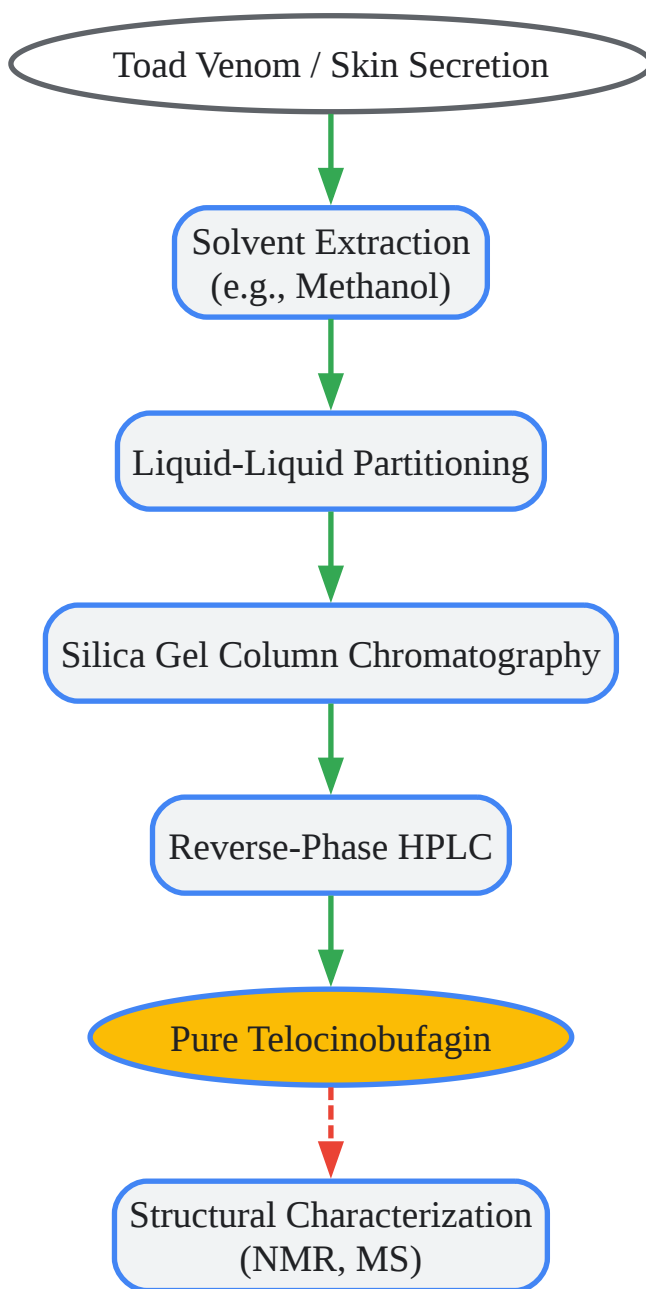 Toad Venom / Skin Secretion
Solvent Extraction
(e.g., Methanol)
Liquid-Liquid Partitioning
Silica Gel Column Chromatography
Reverse-Phase HPLC
Pure Telocinobufagin
Structural Characterization
(NMR, MS)